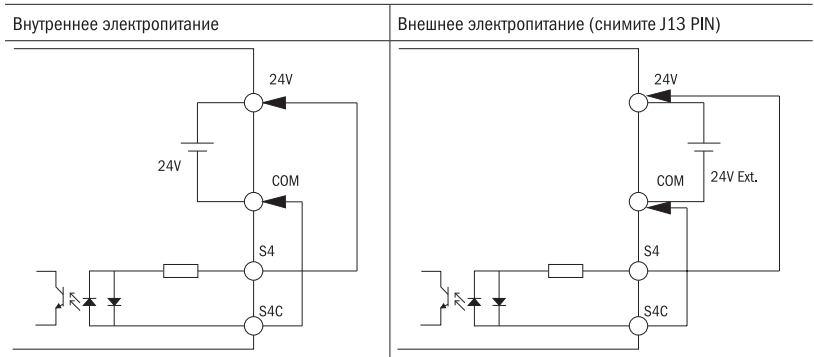 Внутреннее электропитание
Внешнее электропитание (снимите J13 PIN)
24V
24V
COM
S4
S4C
24V
24V Ext.
COM
S4
S4C